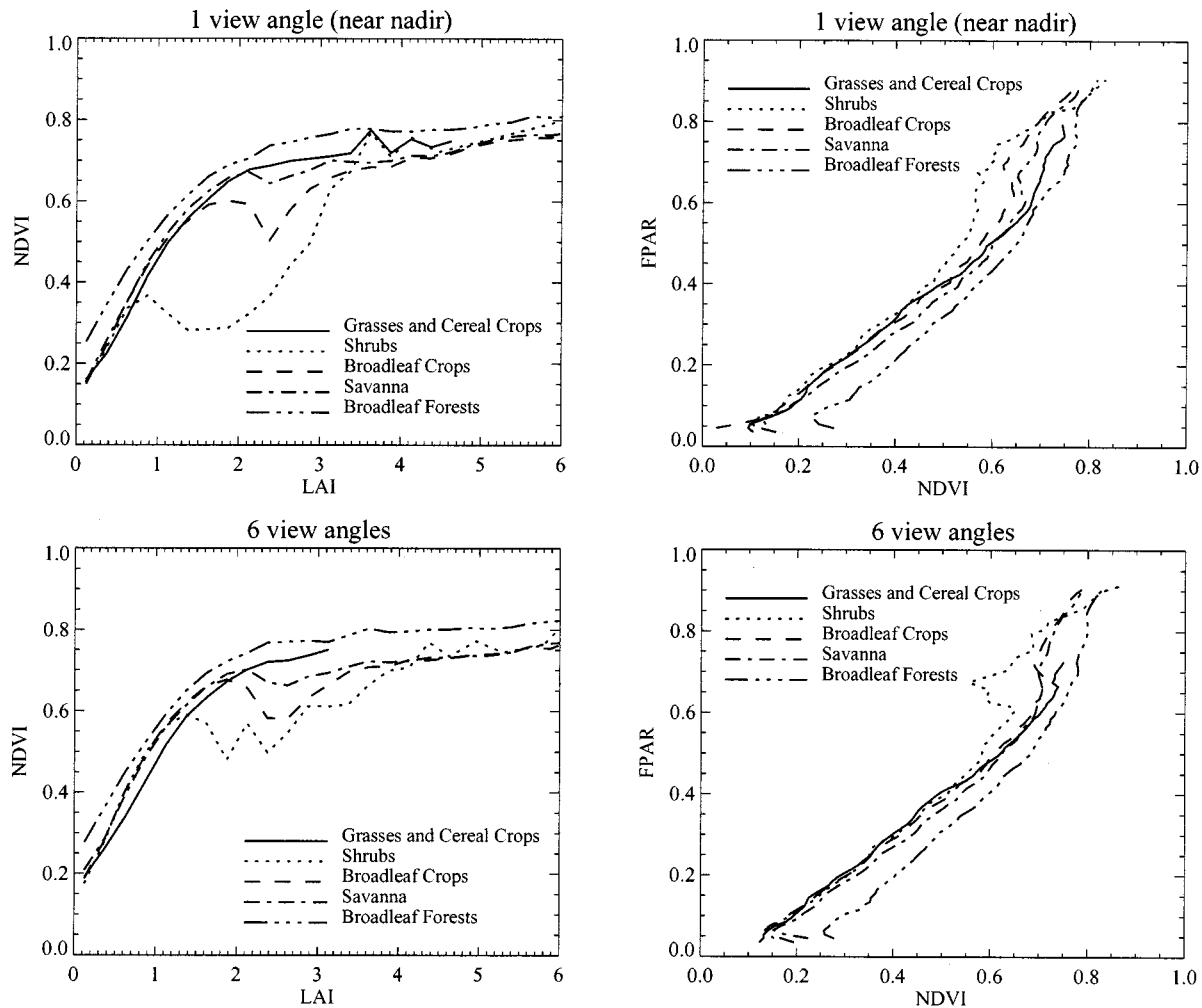 1 view angle (near nadir)
1.0
0.8
0.6
0.4
0.2
0.0
NDVI
Grasses and Cereal Crops
Shrubs
Broadleaf Crops
Savanna
Broadleaf Forests
0 1 2 3 4 5 6
LAI
1 view angle (near nadir)
1.0
0.8
0.6
0.4
0.2
0.0
FPAR
Grasses and Cereal Crops
Shrubs
Broadleaf Crops
Savanna
Broadleaf Forests
0.0 0.2 0.4 0.6 0.8 1.0
NDVI
6 view angles
1.0
0.8
0.6
0.4
0.2
0.0
NDVI
Grasses and Cereal Crops
Shrubs
Broadleaf Crops
Savanna
Broadleaf Forests
0 1 2 3 4 5 6
LAI
6 view angles
1.0
0.8
0.6
0.4
0.2
0.0
FPAR
Grasses and Cereal Crops
Shrubs
Broadleaf Crops
Savanna
Broadleaf Forests
0.0 0.2 0.4 0.6 0.8 1.0
NDVI